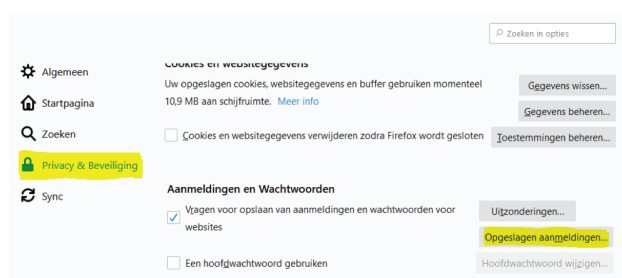 Zoeken in opties
Algemeen
Startpagina
Zoeken
Privacy & Beveiliging
Sync
Cookies en websitegegevens
Uw opgeslagen cookies, websitegegevens en buffer gebruiken momenteel
10,9 MB aan schijfruimte. Meer info
Gegevens wissen...
Gegevens beheren...
Cookies en websitegegevens verwijderen zodra Firefox wordt gesloten
Toestemmingen beheren...
Aanmeldingen en Wachtwoorden
Vragen voor opslaan van aanmeldingen en wachtwoorden voor
websites
Uitzonderingen...
Opgeslagen aanmeldingen...
Een hoofdwachtwoord gebruiken
Hoofdwachtwoord wijzigen...